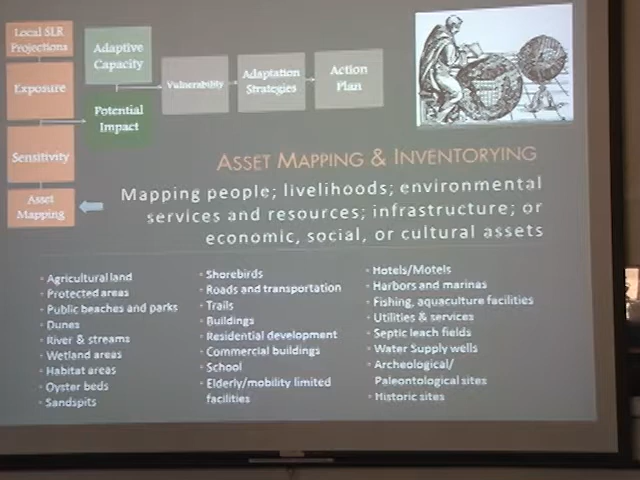 Local SLR
Projections
Exposure
Sensitivity
Asset
Mapping
Adaptive
Capacity
Potential
Impact
Vulnerability
Adaptation
Strategies
Action
Plan
ASSET MAPPING & INVENTORYING
Mapping people; livelihoods; environmental
services and resources; infrastructure; or
economic, social, or cultural assets
• Agricultural land
• Protected areas
• Public beaches and parks
• Dunes
• River & streams
• Wetland areas
• Habitat areas
• Oyster beds
• Sandspits
• Shorebirds
• Roads and transportation
• Trails
• Buildings
• Residential development
• Commercial buildings
• School
• Elderly/mobility limited
facilities
• Hotels/Motels
• Harbors and marinas
• Fishing, aquaculture facilities
• Utilities & services
• Septic leach fields
• Water Supply wells
• Archeological/
Paleontological sites
• Historic sites